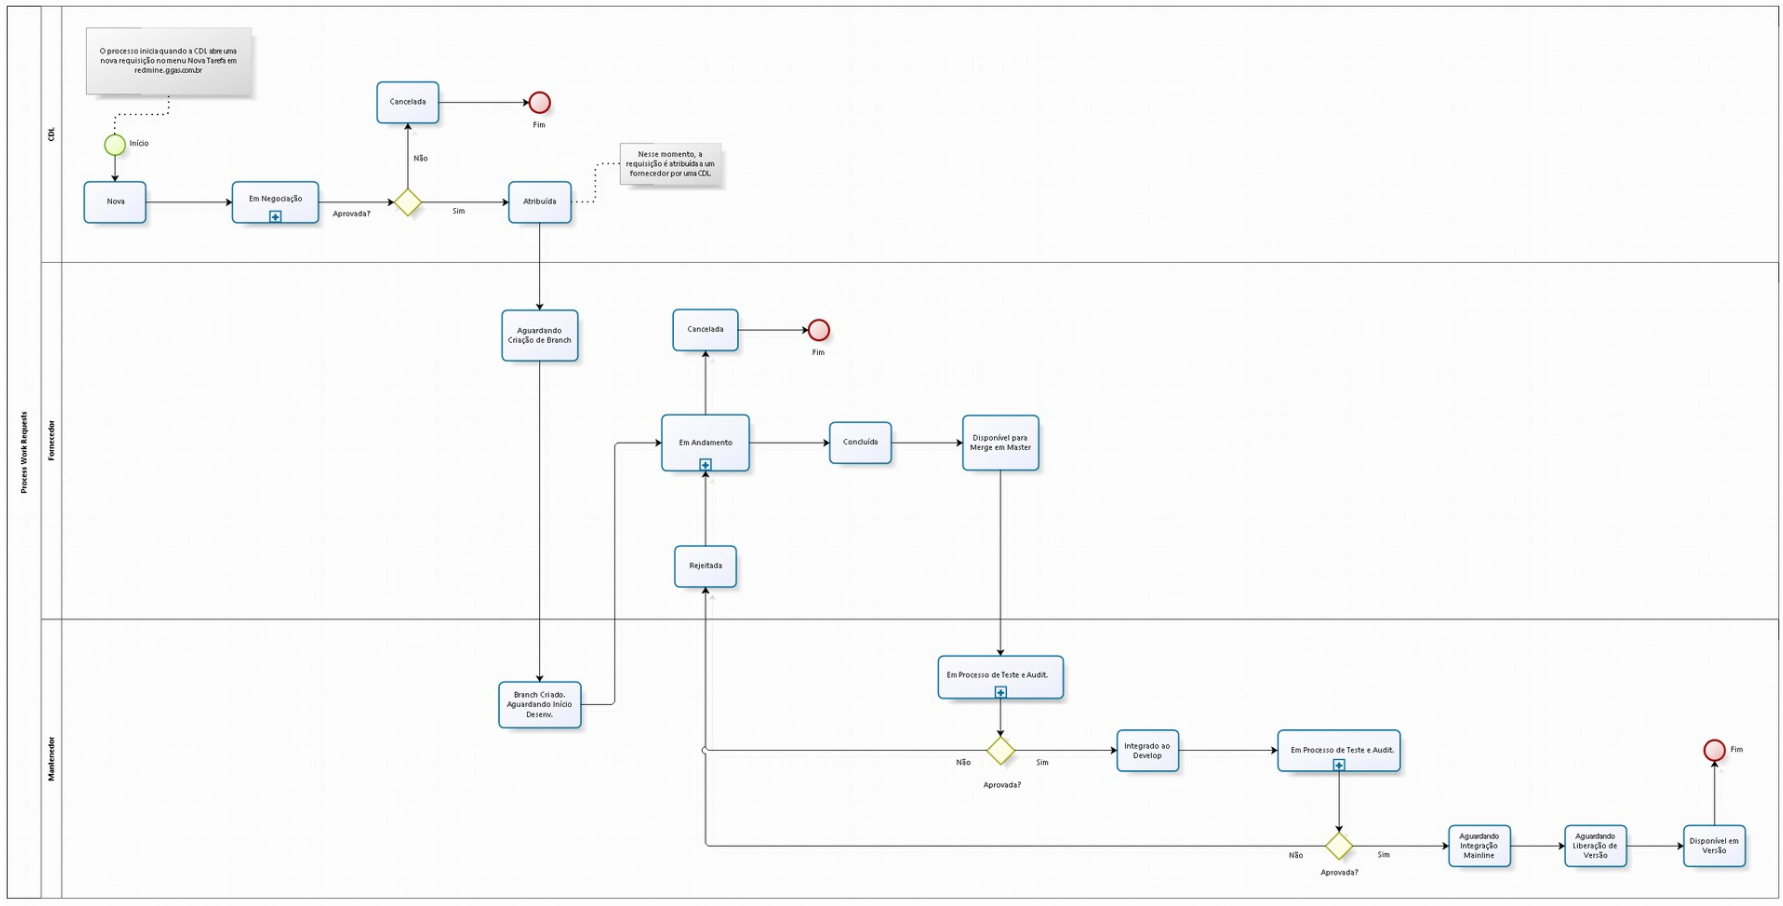 Process Work Requests
CDL
O processo inicia quando a CDL abre uma
nova requisição no menu Nova Tarefa em
redmine.ggas.com.br
Início
Nova
Em Negociação
Aprovada?
Não
Cancelada
Fim
Sim
Atribuída
Nesse momento, a
requisição é atribuída a um
fornecedor por uma CDL
Fornecedor
Aguardando
Criação de Branch
Cancelada
Fim
Em Andamento
Concluída
Disponível para
Merge em Master
Rejeitada
Mantenedor
Branch Criado.
Aguardando Início
Desenv.
Em Processo de Teste e Audit.
Não
Sim
Aprovada?
Integrado ao
Develop
Em Processo de Teste e Audit.
Não
Sim
Aprovada?
Aguardando
Integração
Mainline
Aguardando
Liberação de
Versão
Disponível em
Versão
Fim